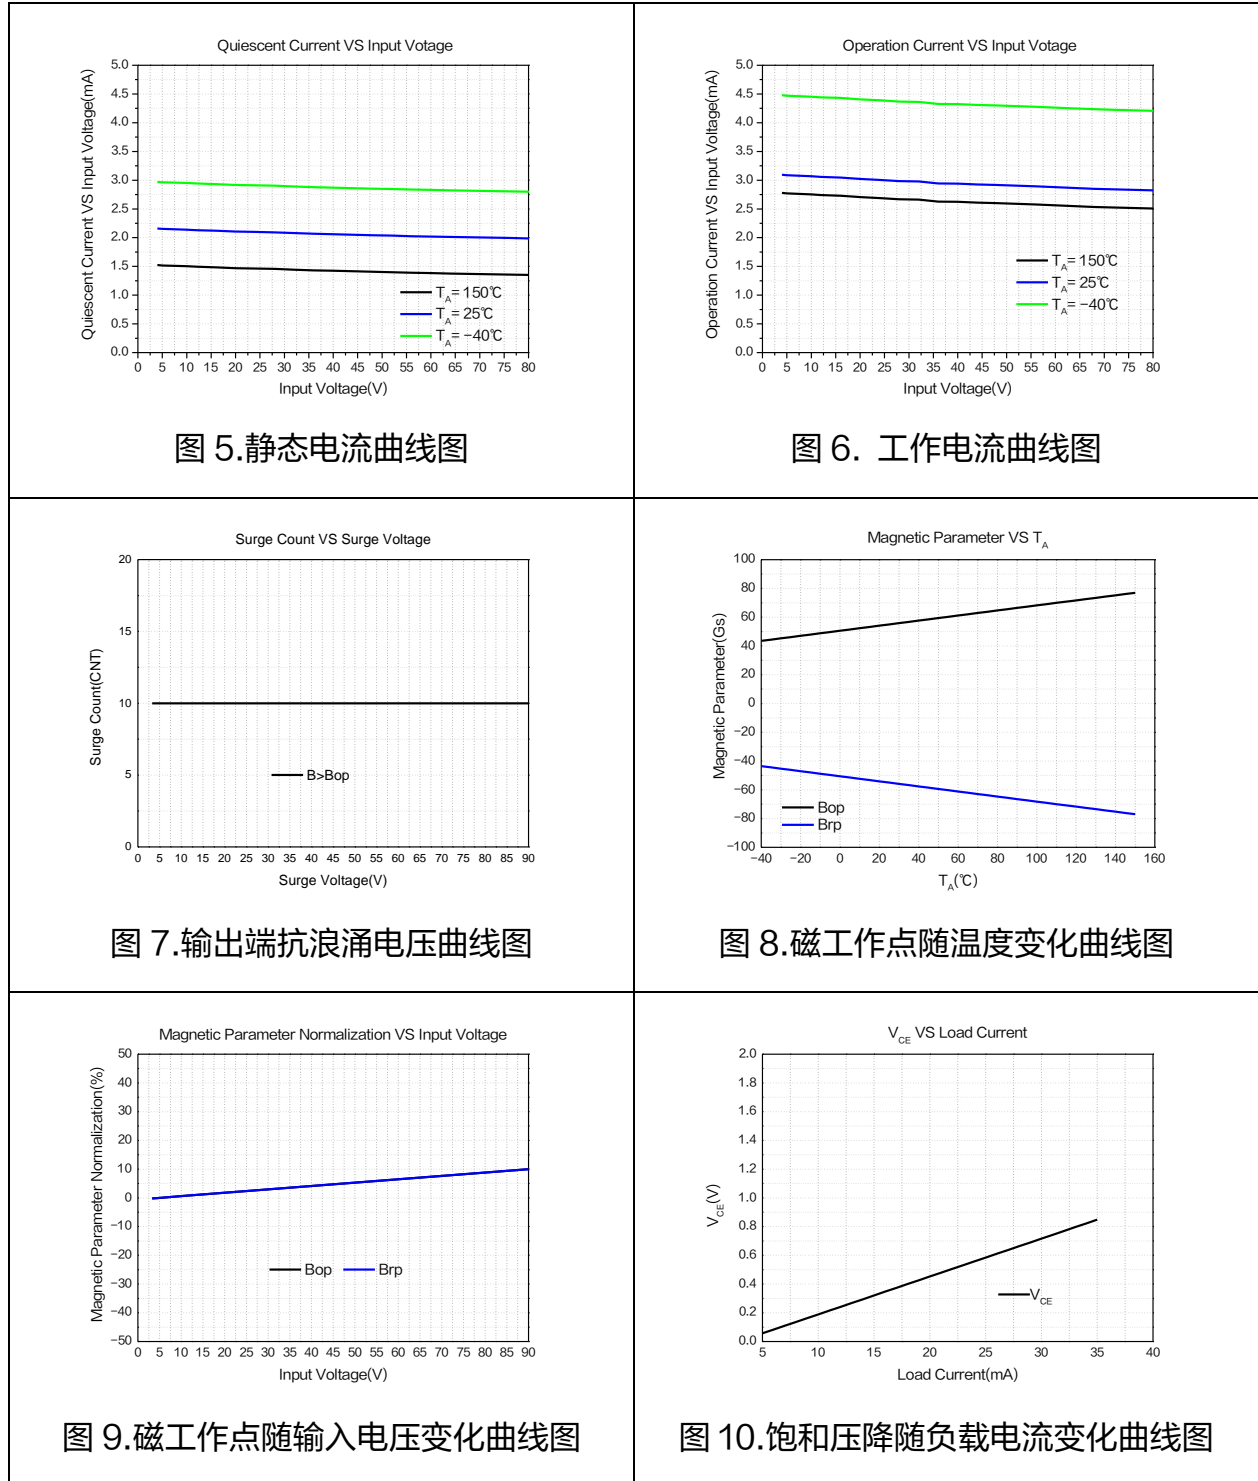 Quiescent Current VS Input Votage
Quiescent Current VS Input Voltage(mA)
5.0
4.5
4.0
3.5
3.0
2.5
2.0
1.5
1.0
0.5
0.0
T_A= 150℃
T_A= 25℃
T_A= −40℃
0 5 10 15 20 25 30 35 40 45 50 55 60 65 70 75 80
Input Voltage(V)
图 5.静态电流曲线图
Operation Current VS Input Votage
Operation Current VS Input Voltage(mA)
5.0
4.5
4.0
3.5
3.0
2.5
2.0
1.5
1.0
0.5
0.0
T_A= 150℃
T_A= 25℃
T_A= −40℃
0 5 10 15 20 25 30 35 40 45 50 55 60 65 70 75 80
Input Voltage(V)
图 6. 工作电流曲线图
Surge Count VS Surge Voltage
Surge Count(CNT)
20
15
10
5
0
B>Bop
0 5 10 15 20 25 30 35 40 45 50 55 60 65 70 75 80 85 90
Surge Voltage(V)
图 7.输出端抗浪涌电压曲线图
Magnetic Parameter VS T_A
Magnetic Parameter(Gs)
100
80
60
40
20
0
−20
−40
−60
−80
−100
Bop
Brp
−40 −20 0 20 40 60 80 100 120 140 160
T_A(℃)
图 8.磁工作点随温度变化曲线图
Magnetic Parameter Normalization VS Input Voltage
Magnetic Parameter Normalization(%)
50
40
30
20
10
0
−10
−20
−30
−40
−50
Bop Brp
0 5 10 15 20 25 30 35 40 45 50 55 60 65 70 75 80 85 90
Input Voltage(V)
图 9.磁工作点随输入电压变化曲线图
V_CE VS Load Current
V_CE(V)
2.0
1.8
1.6
1.4
1.2
1.0
0.8
0.6
0.4
0.2
0.0
V_CE
5 10 15 20 25 30 35 40
Load Current(mA)
图 10.饱和压降随负载电流变化曲线图